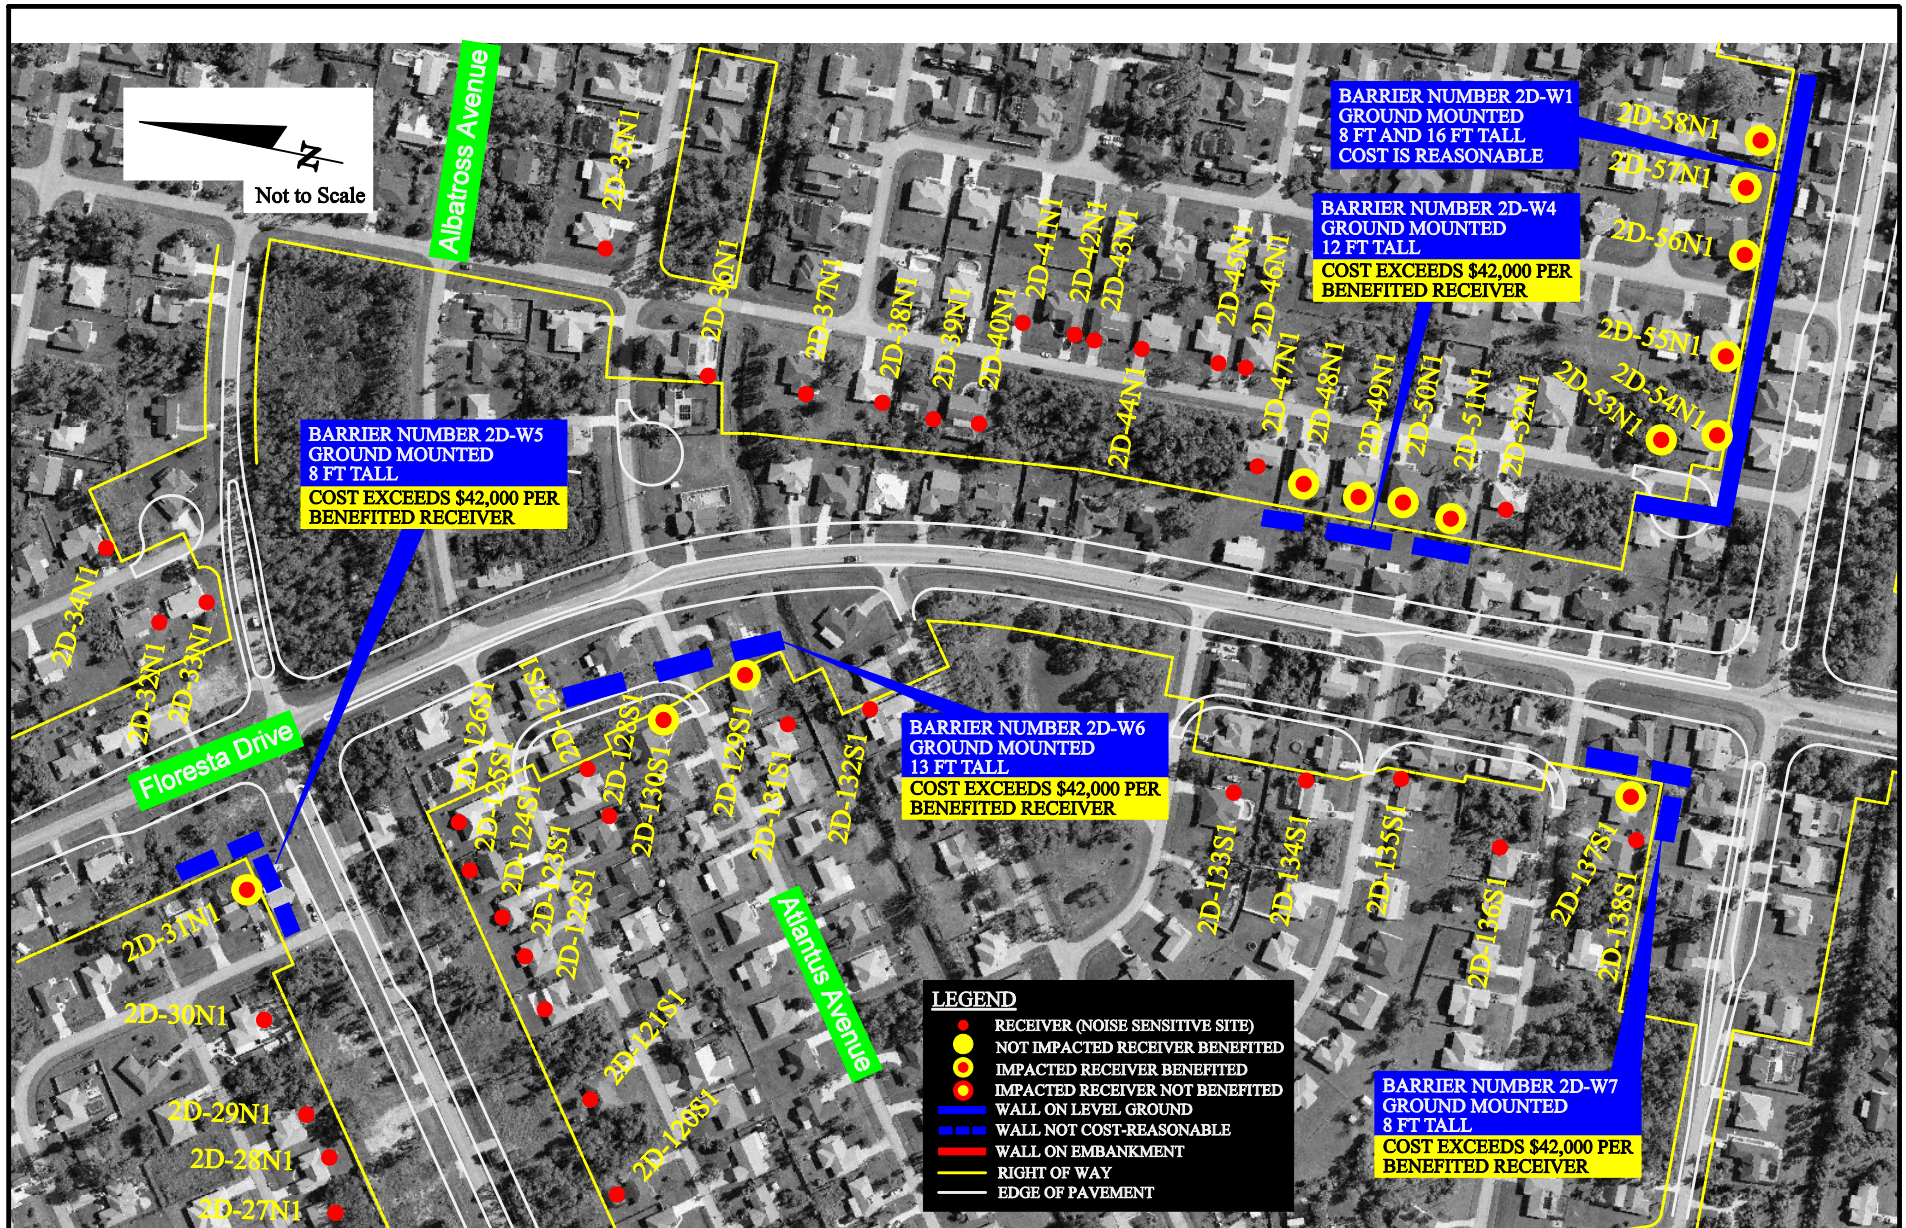 Albatross Avenue
N
Not to Scale
2D-35N1
BARRIER NUMBER 2D-W1
GROUND MOUNTED
8 FT AND 16 FT TALL
COST IS REASONABLE
2D-58N1
2D-57N1
2D-56N1
2D-55N1
2D-54N1
2D-53N1
BARRIER NUMBER 2D-W4
GROUND MOUNTED
12 FT TALL
COST EXCEEDS $42,000 PER
BENEFITED RECEIVER
2D-36N1
2D-37N1
2D-38N1
2D-39N1
2D-40N1
2D-41N1
2D-42N1
2D-43N1
2D-44N1
2D-45N1
2D-46N1
2D-47N1
2D-48N1
2D-49N1
2D-50N1
2D-51N1
2D-52N1
BARRIER NUMBER 2D-W5
GROUND MOUNTED
8 FT TALL
COST EXCEEDS $42,000 PER
BENEFITED RECEIVER
2D-34N1
2D-32N1
2D-33N1
Floresta Drive
2D-126S1
2D-125S1
2D-124S1
2D-123S1
2D-122S1
2D-127S1
2D-128S1
2D-130S1
2D-129S1
2D-131S1
2D-132S1
BARRIER NUMBER 2D-W6
GROUND MOUNTED
13 FT TALL
COST EXCEEDS $42,000 PER
BENEFITED RECEIVER
2D-133S1
2D-134S1
2D-135S1
2D-136S1
2D-137S1
2D-138S1
2D-31N1
2D-30N1
2D-29N1
2D-28N1
2D-27N1
2D-121S1
2D-120S1
Atlantus Avenue
LEGEND
RECEIVER (NOISE SENSITIVE SITE)
NOT IMPACTED RECEIVER BENEFITED
IMPACTED RECEIVER BENEFITED
IMPACTED RECEIVER NOT BENEFITED
WALL ON LEVEL GROUND
WALL NOT COST-REASONABLE
WALL ON EMBANKMENT
RIGHT OF WAY
EDGE OF PAVEMENT
BARRIER NUMBER 2D-W7
GROUND MOUNTED
8 FT TALL
COST EXCEEDS $42,000 PER
BENEFITED RECEIVER